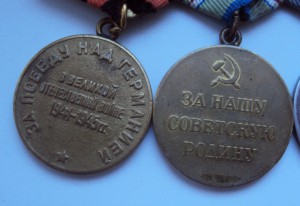 ЗА ПОБЕДУ НАД ГЕРМАНИЕЙ
В ВЕЛИКОЙ
ОТЕЧЕСТВЕННОЙ ВОЙНЕ
1941-1945гг.
ЗА НАШУ
СОВЕТСКУЮ
РОДИНУ